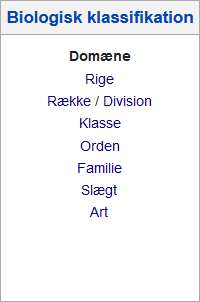 Biologisk klassifikation
Domæne
Rige
Række / Division
Klasse
Orden
Familie
Slægt
Art